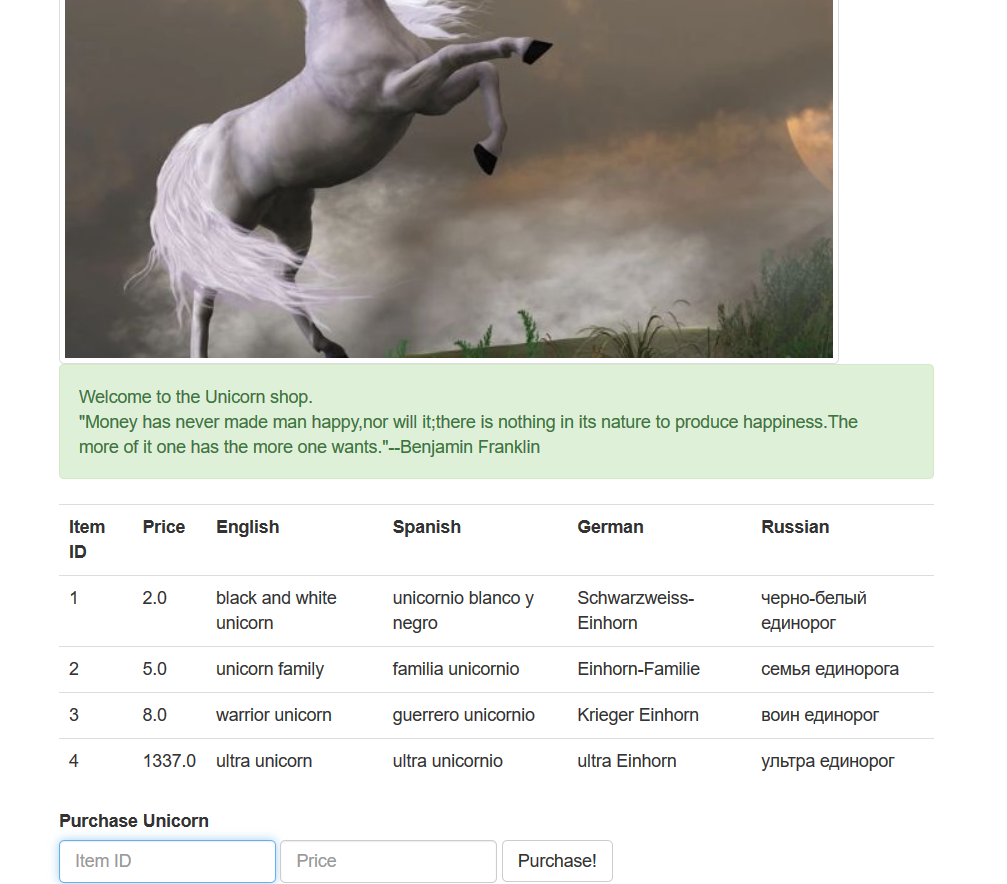 Welcome to the Unicorn shop.
"Money has never made man happy,nor will it;there is nothing in its nature to produce happiness.The
more of it one has the more one wants."--Benjamin Franklin
Item ID Price English Spanish German Russian
1 2.0 black and white unicorn unicornio blanco y negro Schwarzweiss-Einhorn черно-белый единорог
2 5.0 unicorn family familia unicornio Einhorn-Familie семья единорога
3 8.0 warrior unicorn guerrero unicornio Krieger Einhorn воин единорог
4 1337.0 ultra unicorn ultra unicornio ultra Einhorn ультра единорог
Purchase Unicorn
Item ID Price Purchase!